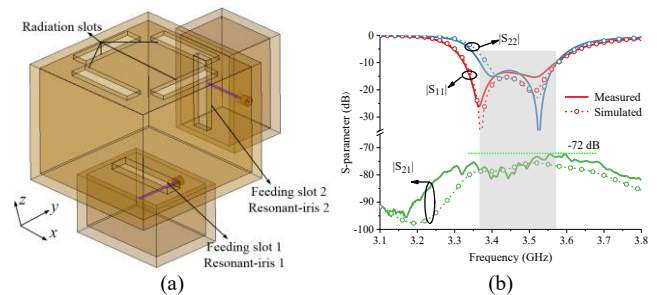 Radiation slots
Feeding slot 2
Resonant-iris 2
Feeding slot 1
Resonant-iris 1
z
y
x
(a)
S-parameter (dB)
0
-10
-20
-30
-70
-80
-90
-100
|S22|
|S11|
Measured
Simulated
-72 dB
|S21|
3.1 3.2 3.3 3.4 3.5 3.6 3.7 3.8
Frequency (GHz)
(b)